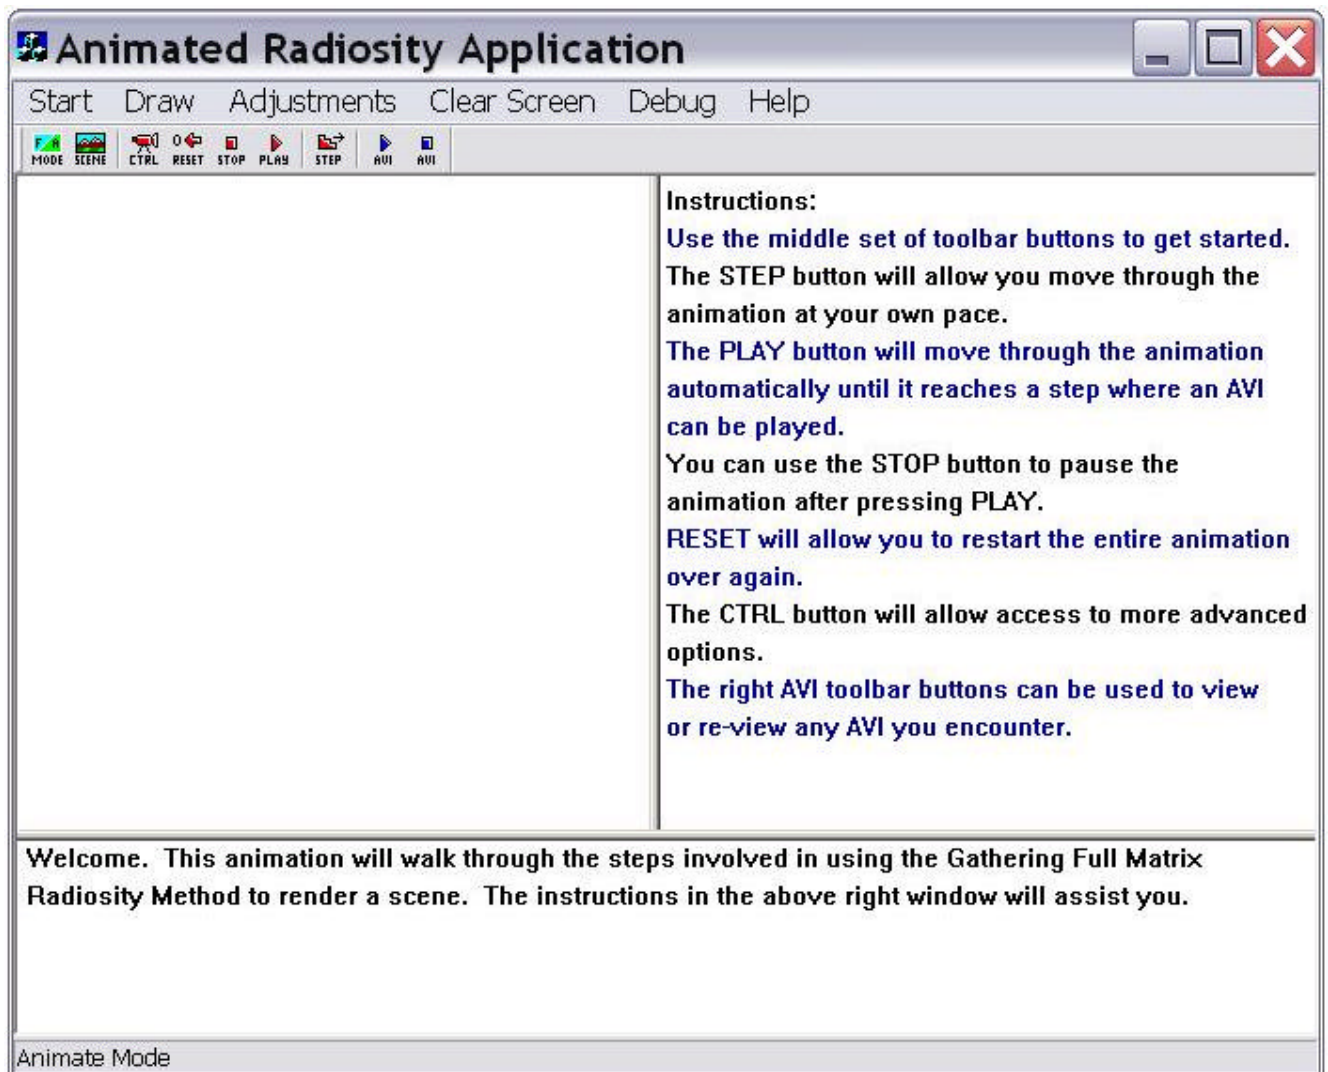 Animated Radiosity Application
Start Draw Adjustments Clear Screen Debug Help
F/A 0
MODE SCENE CTRL RESET STOP PLAY STEP AVI AVI
Instructions:
Use the middle set of toolbar buttons to get started.
The STEP button will allow you move through the
animation at your own pace.
The PLAY button will move through the animation
automatically until it reaches a step where an AVI
can be played.
You can use the STOP button to pause the
animation after pressing PLAY.
RESET will allow you to restart the entire animation
over again.
The CTRL button will allow access to more advanced
options.
The right AVI toolbar buttons can be used to view
or re-view any AVI you encounter.
Welcome.  This animation will walk through the steps involved in using the Gathering Full Matrix
Radiosity Method to render a scene.  The instructions in the above right window will assist you.
Animate Mode